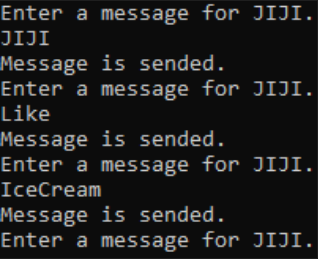 Enter a message for JIJI.
JIJI
Message is sended.
Enter a message for JIJI.
Like
Message is sended.
Enter a message for JIJI.
IceCream
Message is sended.
Enter a message for JIJI.